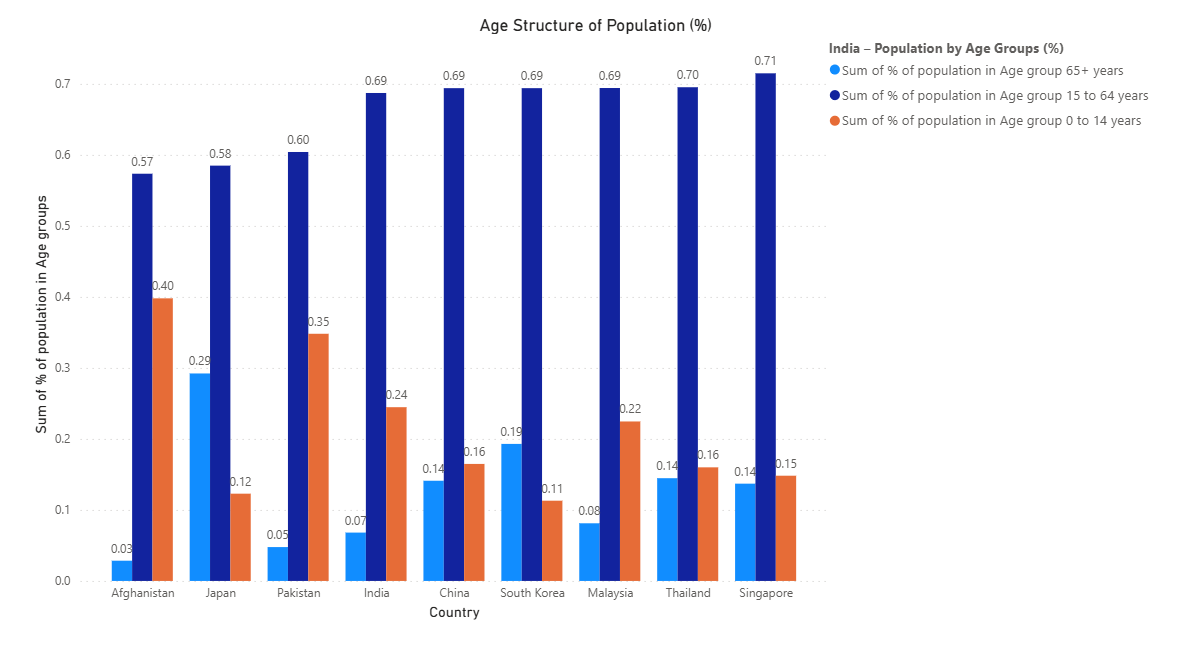 Age Structure of Population (%)
India – Population by Age Groups (%)
Sum of % of population in Age group 65+ years
Sum of % of population in Age group 15 to 64 years
Sum of % of population in Age group 0 to 14 years
Sum of % of population in Age groups
0.7
0.6
0.5
0.4
0.3
0.2
0.1
0.0
0.03 0.57 0.40
0.29 0.58 0.12
0.05 0.60 0.35
0.07 0.69 0.24
0.14 0.69 0.16
0.19 0.69 0.11
0.08 0.69 0.22
0.14 0.70 0.16
0.14 0.71 0.15
Afghanistan Japan Pakistan India China South Korea Malaysia Thailand Singapore
Country